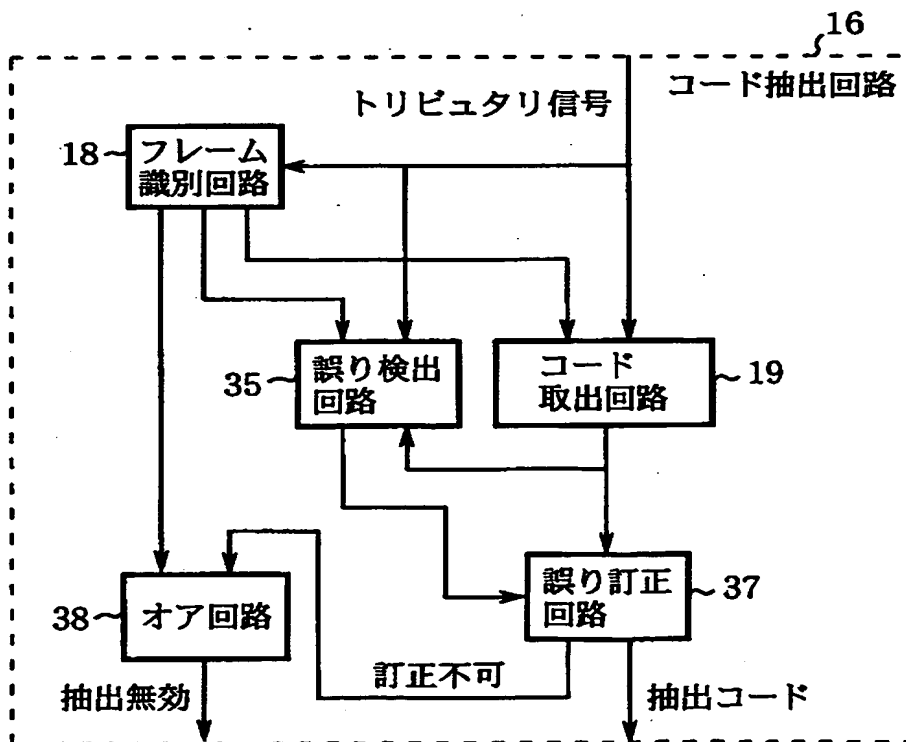 16
コード抽出回路
トリビュタリ信号
18
フレーム
識別回路
35
誤り検出
回路
コード
取出回路
19
38
オア回路
誤り訂正
回路
37
訂正不可
抽出無効
抽出コード